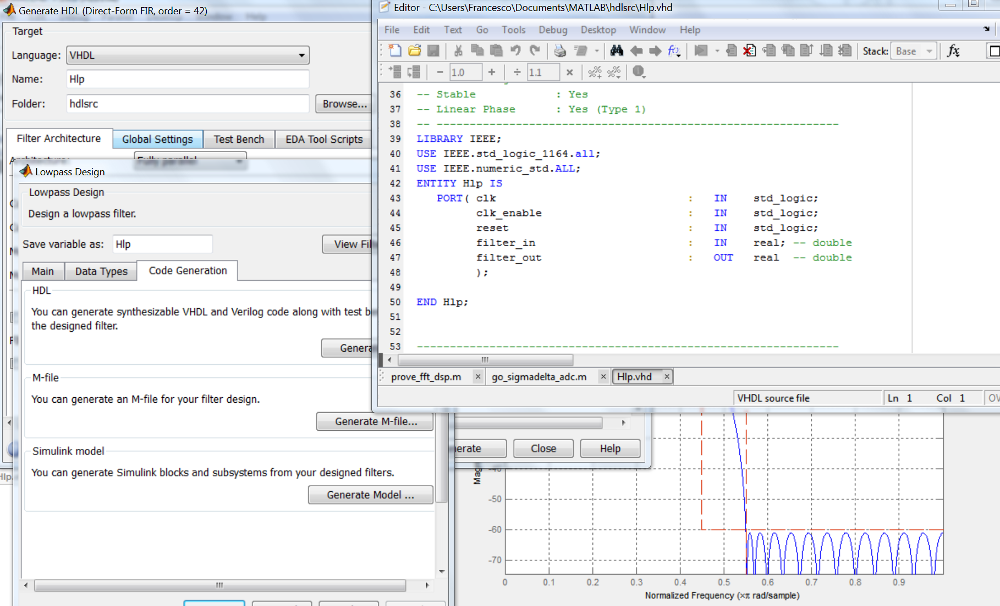 Generate HDL (Direct-Form FIR, order = 42)
Target
Language: VHDL
Name: Hlp
Folder: hdlsrc Browse...
Filter Architecture Global Settings Test Bench EDA Tool Scripts
Architecture: Fully parallel
Lowpass Design
Lowpass Design
Design a lowpass filter.
Save variable as: Hlp View Fil
Main Data Types Code Generation
HDL
You can generate synthesizable VHDL and Verilog code along with test be
the designed filter.
Genera
M-file
You can generate an M-file for your filter design.
Generate M-file...
Simulink model
You can generate Simulink blocks and subsystems from your designed filters.
Generate Model ...
nerate Close Help
Hlp.
Editor - C:\Users\Francesco\Documents\MATLAB\hdlsrc\Hlp.vhd
File Edit Text Go Tools Debug Desktop Window Help
Stack: Base fx
− 1.0 + ÷ 1.1 ×
36 -- Stable : Yes
37 -- Linear Phase : Yes (Type 1)
38 -- ----------------------------------------------------------------
39 LIBRARY IEEE;
40 USE IEEE.std_logic_1164.all;
41 USE IEEE.numeric_std.ALL;
42 ENTITY Hlp IS
43 PORT( clk : IN std_logic;
44 clk_enable : IN std_logic;
45 reset : IN std_logic;
46 filter_in : IN real; -- double
47 filter_out : OUT real -- double
48 );
49
50 END Hlp;
51
52
53 ----------------------------------------------------------------
prove_fft_dsp.m × go_sigmadelta_adc.m × Hlp.vhd ×
VHDL source file Ln 1 Col 1 OV
Mag
-40
-50
-60
-70
0 0.1 0.2 0.3 0.4 0.5 0.6 0.7 0.8 0.9
Normalized Frequency (×π rad/sample)